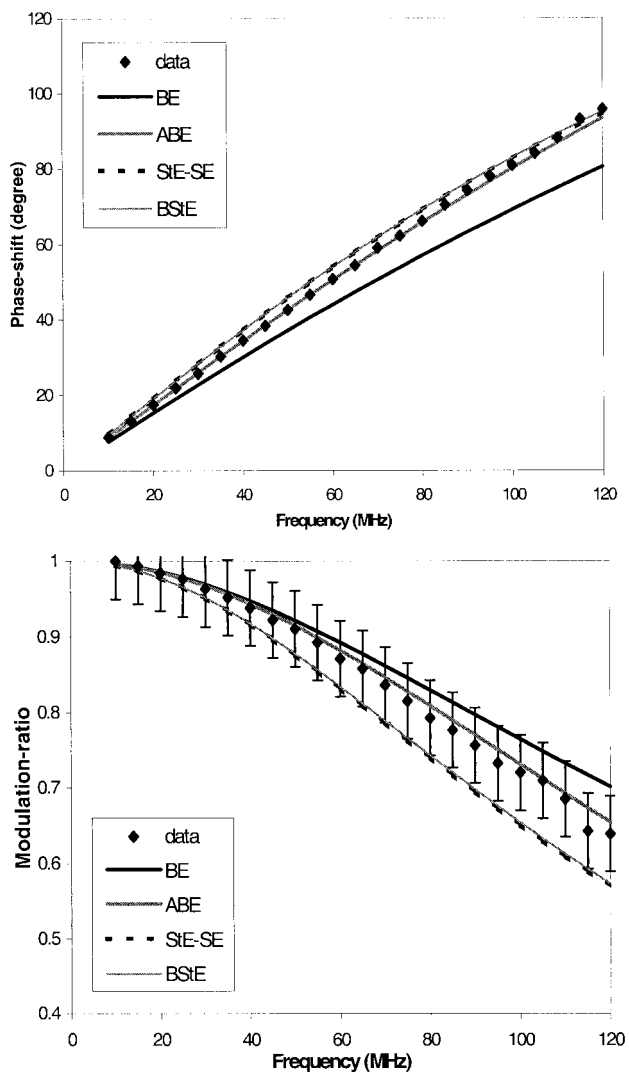 120
100
80
60
40
20
0
Phase-shift (degree)
data
BE
ABE
StE-SE
BStE
0 20 40 60 80 100 120
Frequency (MHz)
1
0.9
0.8
0.7
0.6
0.5
0.4
Modulation-ratio
data
BE
ABE
StE-SE
BStE
0 20 40 60 80 100 120
Frequency (MHz)